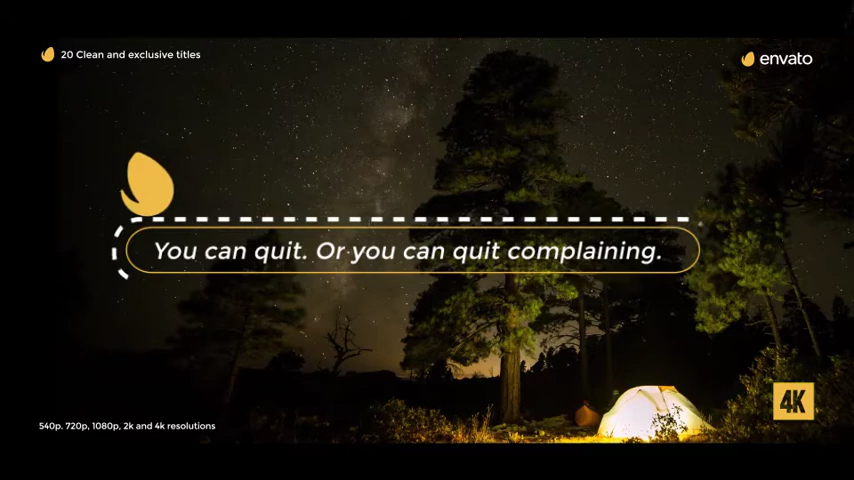 20 Clean and exclusive titles
envato
You can quit. Or you can quit complaining.
4K
540p. 720p, 1080p, 2k and 4k resolutions